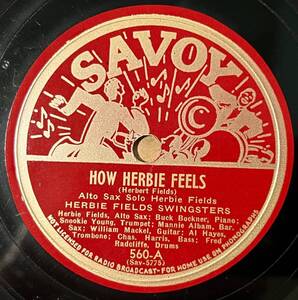 SAVOY
HOW HERBIE FEELS
(Herbert Fields)
Alto Sax Solo Herbie Fields
HERBIE FIELDS SWINGSTERS
Herbie Fields, Alto Sax; Buck Bockner, Piano;
Snookie Young, Trumpet; Mannie Albam, Bar.
Sax; William Mackel, Guitar; Al Hayes,
Trombone; Chas. Harris, Bass; Fred
Radcliffe, Drums
560-A
(Sav-5775)
NOT LICENSED FOR RADIO BROADCAST-FOR HOME USE ON PHONOGRAPHS